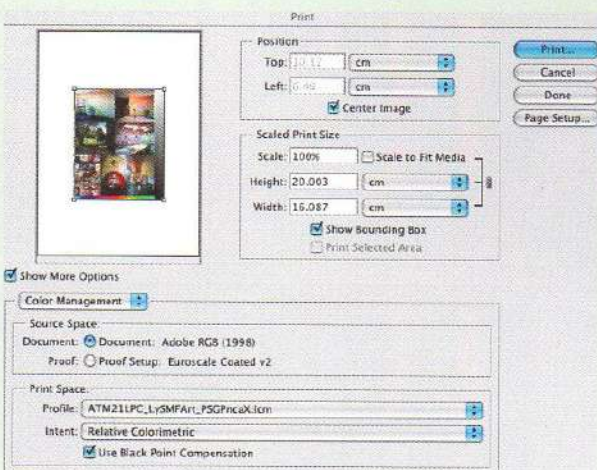 Print
Position
Top: cm
Left: cm
Center Image
Print...
Cancel
Done
Page Setup...
Scaled Print Size
Scale: 100% Scale to Fit Media
Height: 20.003 cm
Width: 16.087 cm
Show Bounding Box
Print Selected Area
Show More Options
Color Management
Source Space:
Document: Document: Adobe RGB (1998)
Proof: Proof Setup: Euroscale Coated v2
Print Space:
Profile:
Intent: Relative Colorimetric
Use Black Point Compensation